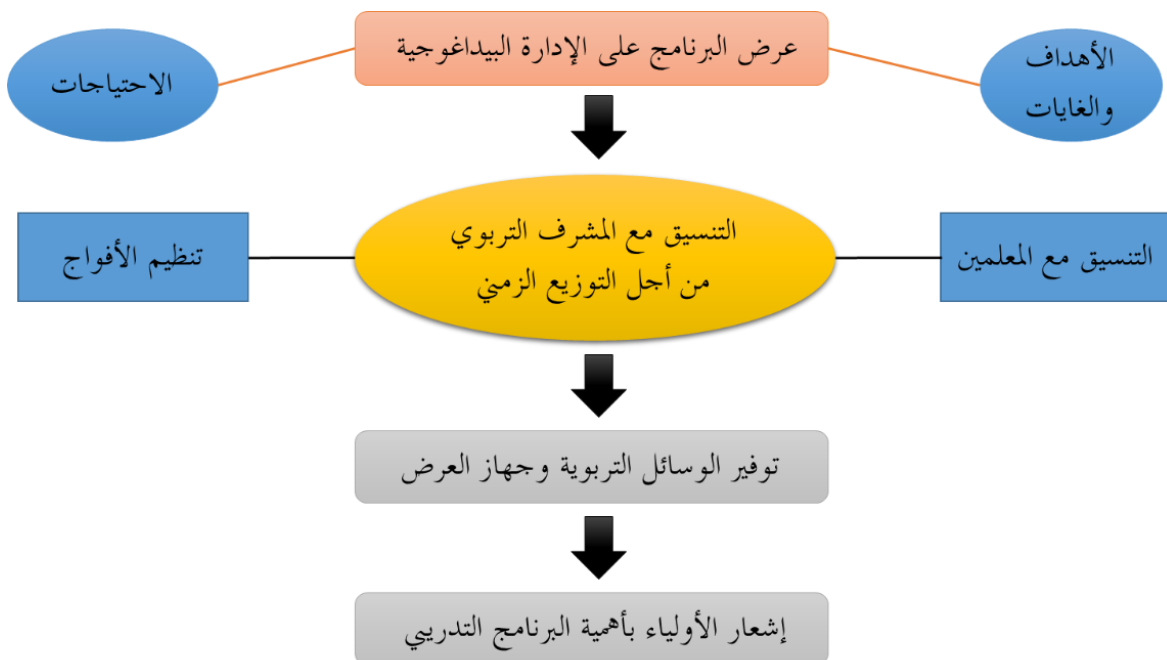 عرض البرنامج على الإدارة البيداغوجية
الأهداف
والغايات
الاحتياجات
التنسيق مع المشرف التربوي
من أجل التوزيع الزمني
التنسيق مع المعلمين
تنظيم الأفواج
توفير الوسائل التربوية وجهاز العرض
إشعار الأولياء بأهمية البرنامج التدريبي